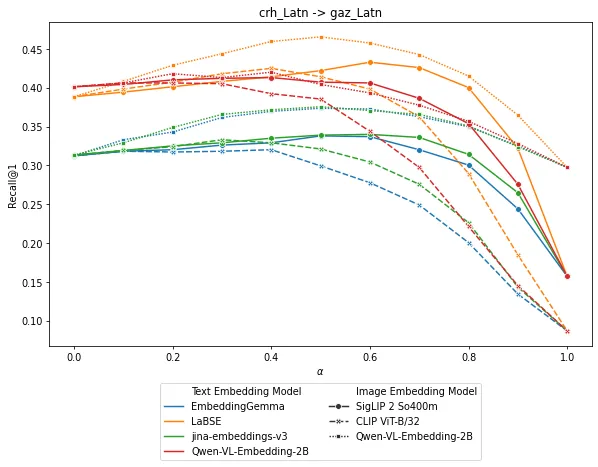 crh_Latn -> gaz_Latn
Recall@1
0.45
0.40
0.35
0.30
0.25
0.20
0.15
0.10
0.0 0.2 0.4 0.6 0.8 1.0
α
Text Embedding Model
EmbeddingGemma
LaBSE
jina-embeddings-v3
Qwen-VL-Embedding-2B
Image Embedding Model
SigLIP 2 So400m
CLIP ViT-B/32
Qwen-VL-Embedding-2B